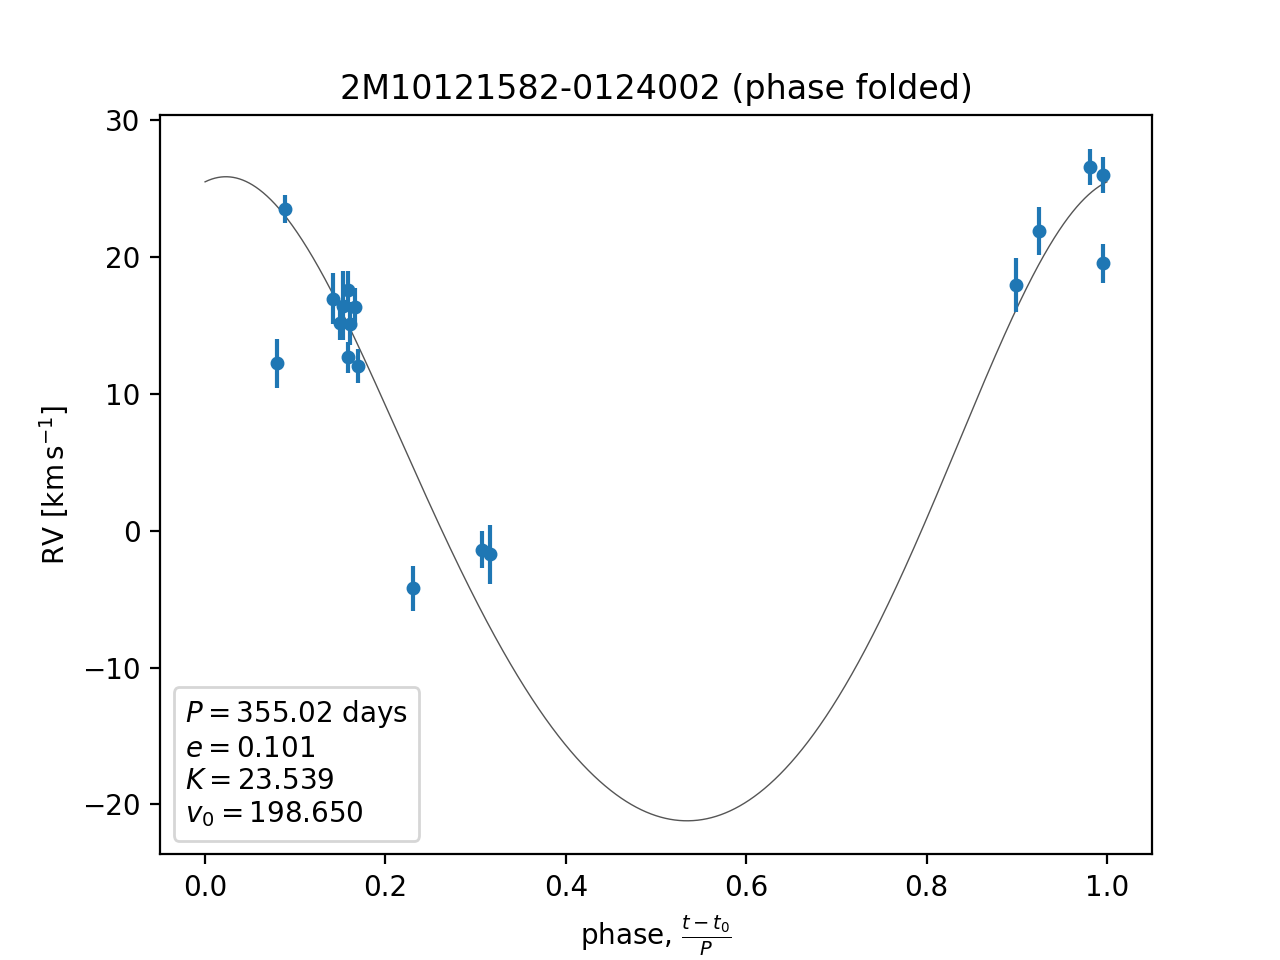 2M10121582-0124002 (phase folded)
30
20
10
0
−10
−20
RV [km s⁻¹]
P = 355.02 days
e = 0.101
K = 23.539
v₀ = 198.650
0.0 0.2 0.4 0.6 0.8 1.0
phase, (t − t₀)/P